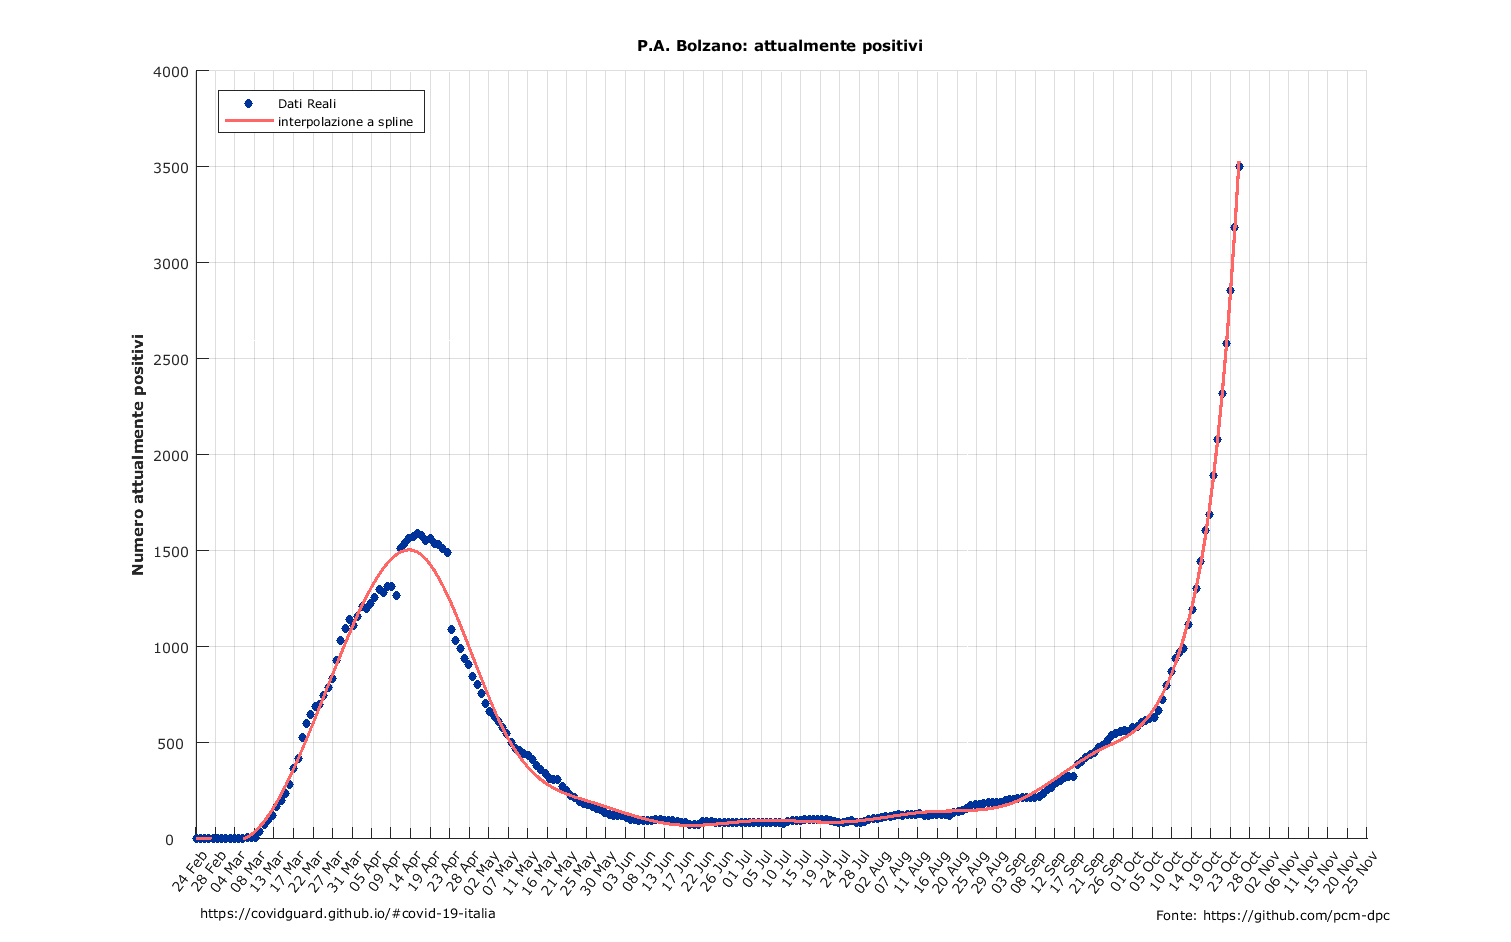 P.A. Bolzano: attualmente positivi
4000
3500
3000
2500
2000
1500
1000
500
0
Dati Reali
interpolazione a spline
Numero attualmente positivi
24 Feb
28 Feb
04 Mar
08 Mar
13 Mar
17 Mar
22 Mar
27 Mar
31 Mar
05 Apr
09 Apr
14 Apr
19 Apr
23 Apr
28 Apr
02 May
07 May
11 May
16 May
21 May
25 May
30 May
03 Jun
08 Jun
13 Jun
17 Jun
22 Jun
26 Jun
01 Jul
05 Jul
10 Jul
15 Jul
19 Jul
24 Jul
28 Jul
02 Aug
07 Aug
11 Aug
16 Aug
20 Aug
25 Aug
29 Aug
03 Sep
08 Sep
12 Sep
17 Sep
21 Sep
26 Sep
01 Oct
05 Oct
10 Oct
14 Oct
19 Oct
23 Oct
28 Oct
02 Nov
06 Nov
11 Nov
15 Nov
20 Nov
25 Nov
https://covidguard.github.io/#covid-19-italia
Fonte: https://github.com/pcm-dpc